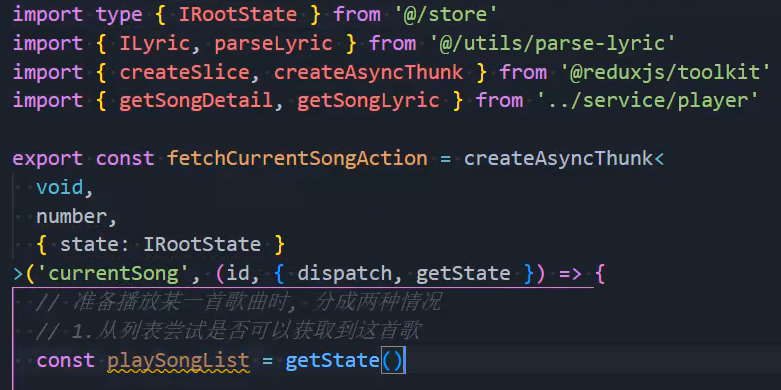 import type { IRootState } from '@/store'
import { ILyric, parseLyric } from '@/utils/parse-lyric'
import { createSlice, createAsyncThunk } from '@reduxjs/toolkit'
import { getSongDetail, getSongLyric } from '../service/player'
export const fetchCurrentSongAction = createAsyncThunk<
  void,
  number,
  { state: IRootState }
>('currentSong', (id, { dispatch, getState }) => {
  // 准备播放某一首歌曲时, 分成两种情况
  // 1.从列表尝试是否可以获取到这首歌
  const playSongList = getState()